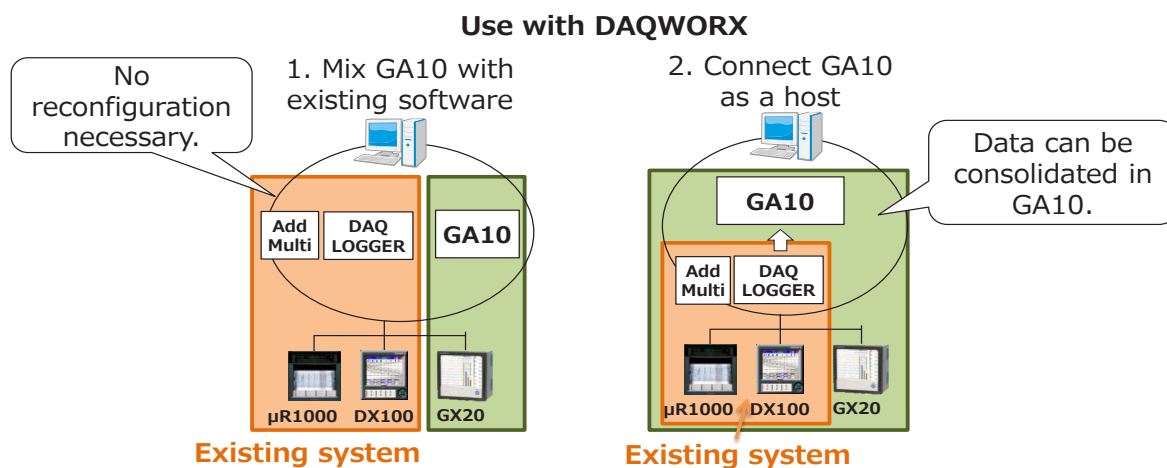 Use with DAQWORX
No
reconfiguration
necessary.
1. Mix GA10 with
existing software
Add
Multi
DAQ
LOGGER
GA10
µR1000
DX100
GX20
Existing system
2. Connect GA10
as a host
Data can be
consolidated in
GA10.
GA10
Add
Multi
DAQ
LOGGER
µR1000
DX100
GX20
Existing system